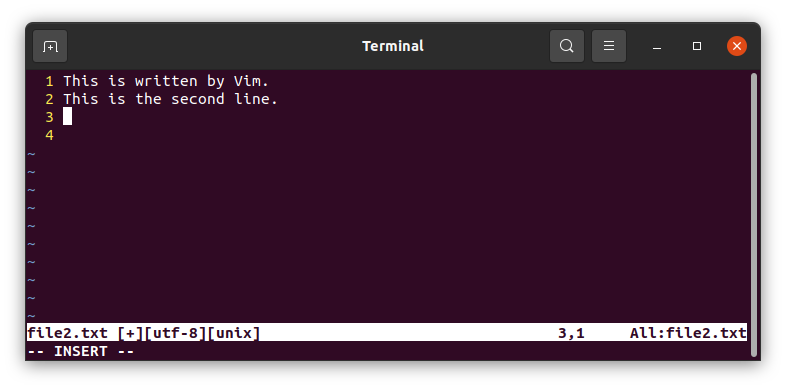 Terminal
1 This is written by Vim.
2 This is the second line.
3
4
~
~
~
~
~
~
~
~
~
~
file2.txt [+][utf-8][unix] 3,1 All:file2.txt
-- INSERT --